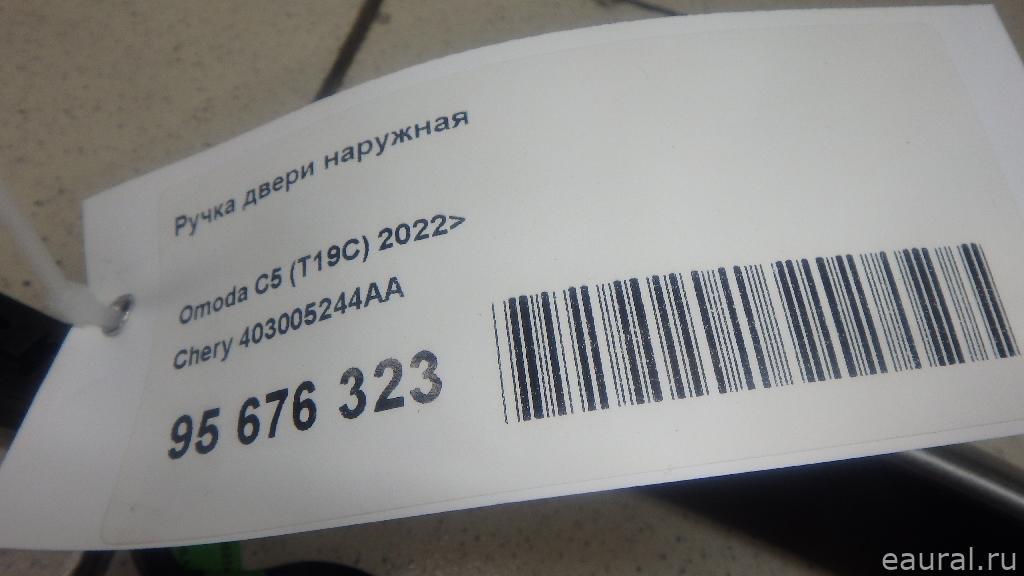 Ручка двери наружная
Omoda C5 (T19C) 2022>
Chery 403005244AA
95 676 323
eaural.ru